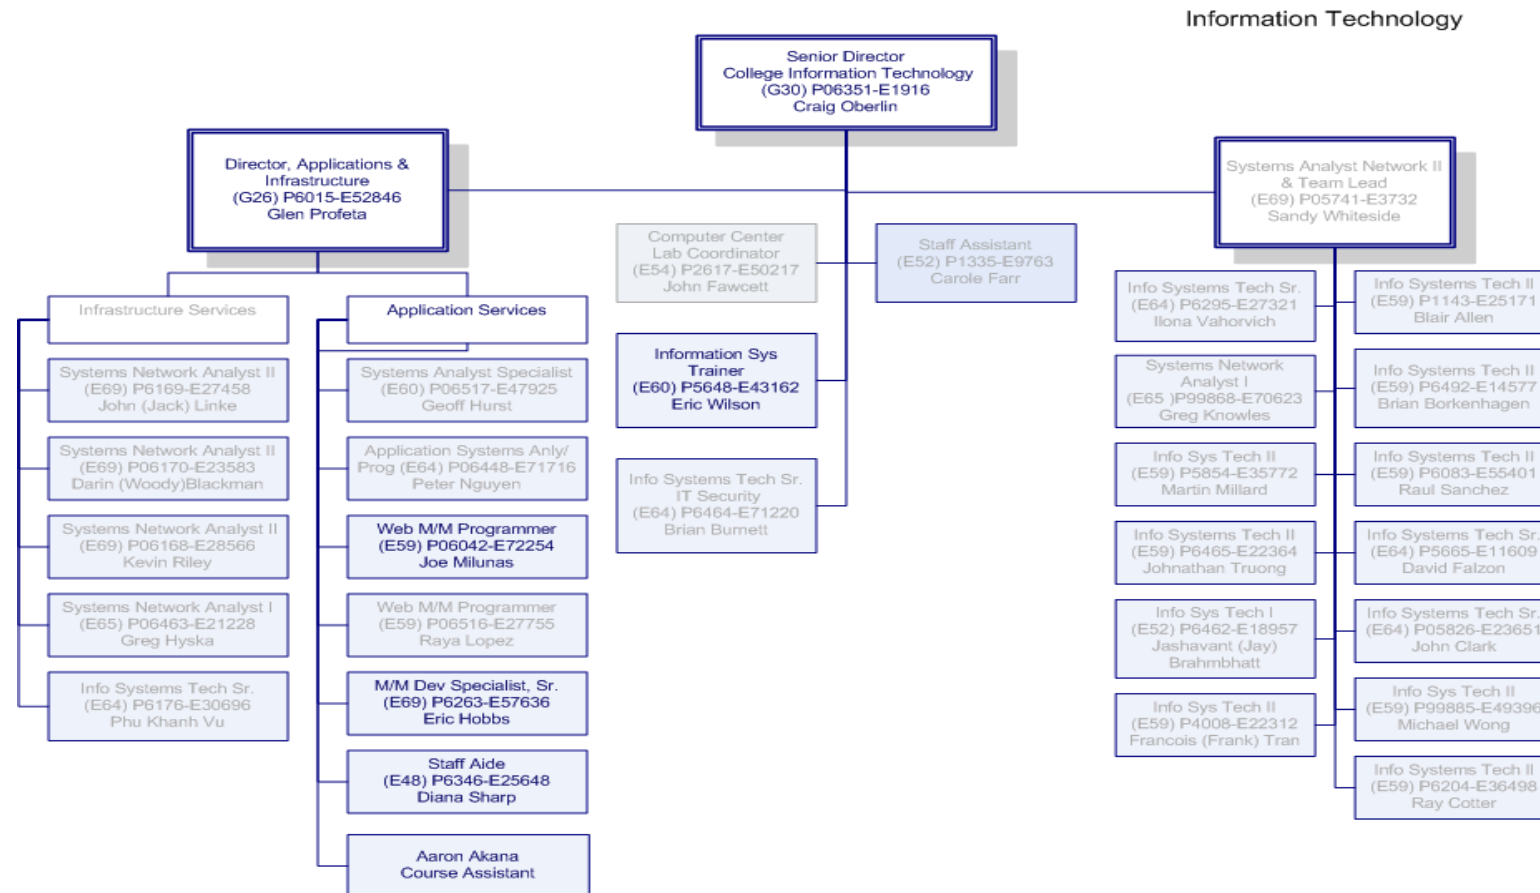 Information Technology
Senior Director
College Information Technology
(G30) P06351-E1916
Craig Oberlin
Director, Applications &
Infrastructure
(G26) P6015-E52846
Glen Profeta
Systems Analyst Network II
& Team Lead
(E69) P05741-E3732
Sandy Whiteside
Computer Center
Lab Coordinator
(E54) P2617-E50217
John Fawcett
Staff Assistant
(E52) P1335-E9763
Carole Farr
Information Sys
Trainer
(E60) P5648-E43162
Eric Wilson
Info Systems Tech Sr.
IT Security
(E64) P6464-E71220
Brian Burnett
Infrastructure Services
Systems Network Analyst II
(E69) P6169-E27458
John (Jack) Linke
Systems Network Analyst II
(E69) P06170-E23583
Darin (Woody)Blackman
Systems Network Analyst II
(E69) P06168-E28566
Kevin Riley
Systems Network Analyst I
(E65) P06463-E21228
Greg Hyska
Info Systems Tech Sr.
(E64) P6176-E30696
Phu Khanh Vu
Application Services
Systems Analyst Specialist
(E60) P06517-E47925
Geoff Hurst
Application Systems Anly/
Prog (E64) P06448-E71716
Peter Nguyen
Web M/M Programmer
(E59) P06042-E72254
Joe Milunas
Web M/M Programmer
(E59) P06516-E27755
Raya Lopez
M/M Dev Specialist, Sr.
(E69) P6263-E57636
Eric Hobbs
Staff Aide
(E48) P6346-E25648
Diana Sharp
Aaron Akana
Course Assistant
Info Systems Tech Sr.
(E64) P6295-E27321
Ilona Vahorvich
Systems Network
Analyst I
(E65 )P99868-E70623
Greg Knowles
Info Sys Tech II
(E59) P5854-E35772
Martin Millard
Info Systems Tech II
(E59) P6465-E22364
Johnathan Truong
Info Sys Tech I
(E52) P6462-E18957
Jashavant (Jay)
Brahmbhatt
Info Sys Tech II
(E59) P4008-E22312
Francois (Frank) Tran
Info Systems Tech II
(E59) P1143-E25171
Blair Allen
Info Systems Tech II
(E59) P6492-E14577
Brian Borkenhagen
Info Systems Tech II
(E59) P6083-E55401
Raul Sanchez
Info Systems Tech Sr.
(E64) P5665-E11609
David Falzon
Info Systems Tech Sr.
(E64) P05826-E23651
John Clark
Info Sys Tech II
(E59) P99885-E49396
Michael Wong
Info Systems Tech II
(E59) P6204-E36498
Ray Cotter